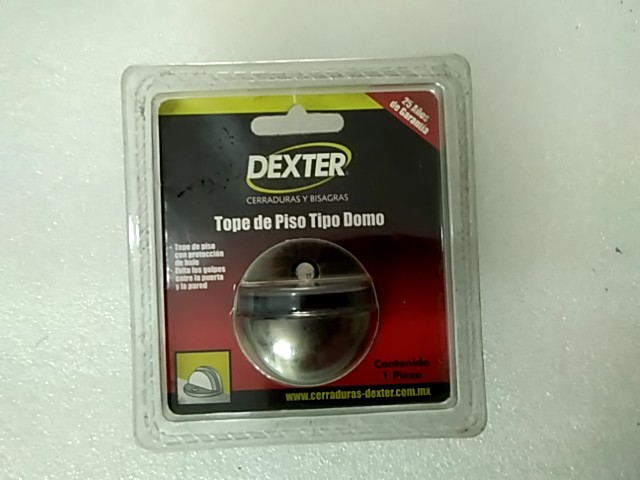 25 Años
de Garantía
DEXTER
CERRADURAS Y BISAGRAS
Tope de Piso Tipo Domo
Tope de piso
con protección
de hule
Evita los golpes
entre la puerta
y la pared
Contenido
1 Pieza
www.cerraduras-dexter.com.mx